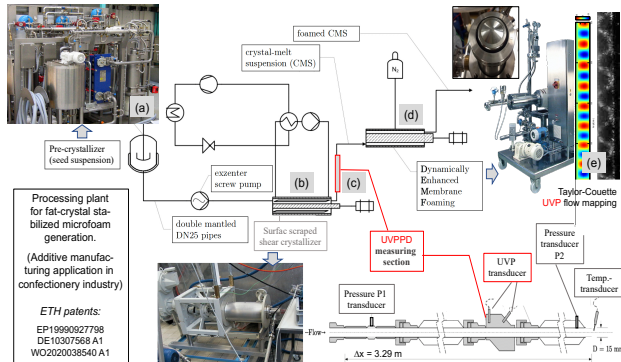 foamed CMS
crystal-melt
suspension (CMS)
N₂
(a)
(d)
(e)
Pre-crystallizer
(seed suspension)
exzenter
screw pump
(b)
(c)
Dynamically
Enhanced
Membrane
Foaming
Taylor-Couette
UVP flow mapping
double mantled
DN25 pipes
Surfac scraped
shear crystallizer
Processing plant
for fat-crystal sta-
bilized microfoam
generation.
(Additive manufac-
turing application in
confectionery industry)
ETH patents:
EP19990927798
DE10307568 A1
WO2020038540 A1
UVPPD
measuring
section
UVP
transducer
Pressure
transducer
P2
Temp.-
transducer
Pressure P1
transducer
Flow
D = 15 mm
Δx = 3.29 m